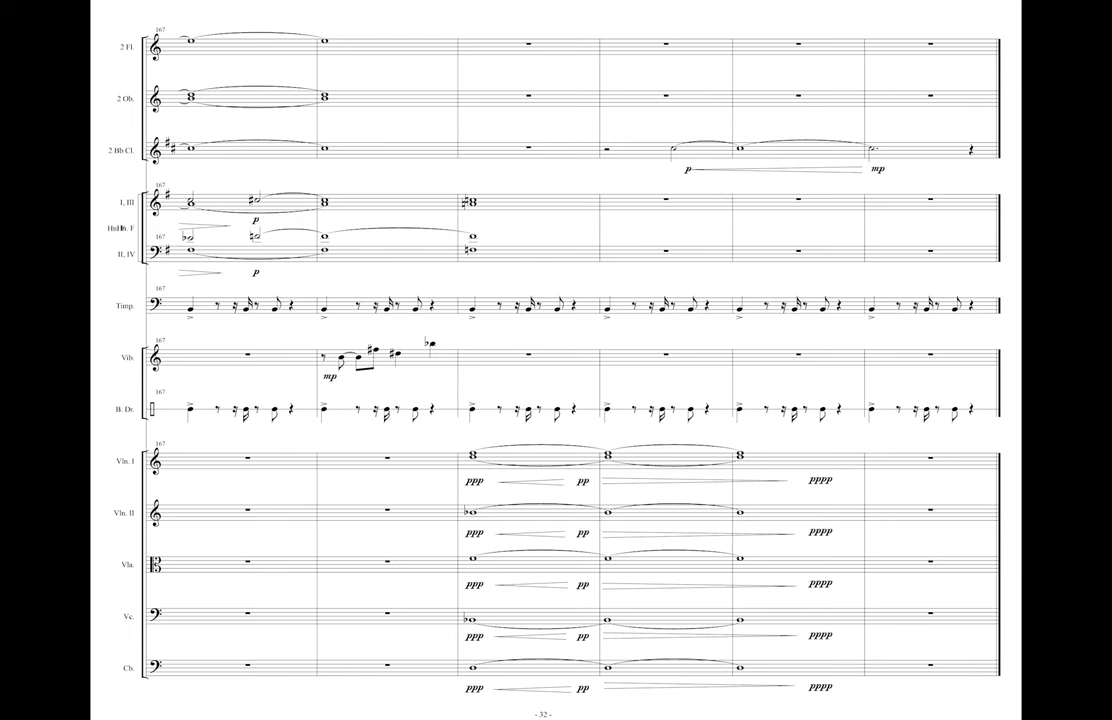 167
2 Fl.
2 Ob.
2 Bb Cl.
p mp
167
I, III
p
Hn. in F
167
II, IV
p
167
Timp.
167
Vib.
mp
167
B. Dr.
167
Vln. I
ppp pp pppp
Vln. II
ppp pp pppp
Vla.
ppp pp pppp
Vc.
ppp pp pppp
Cb.
ppp pp pppp
- 32 -